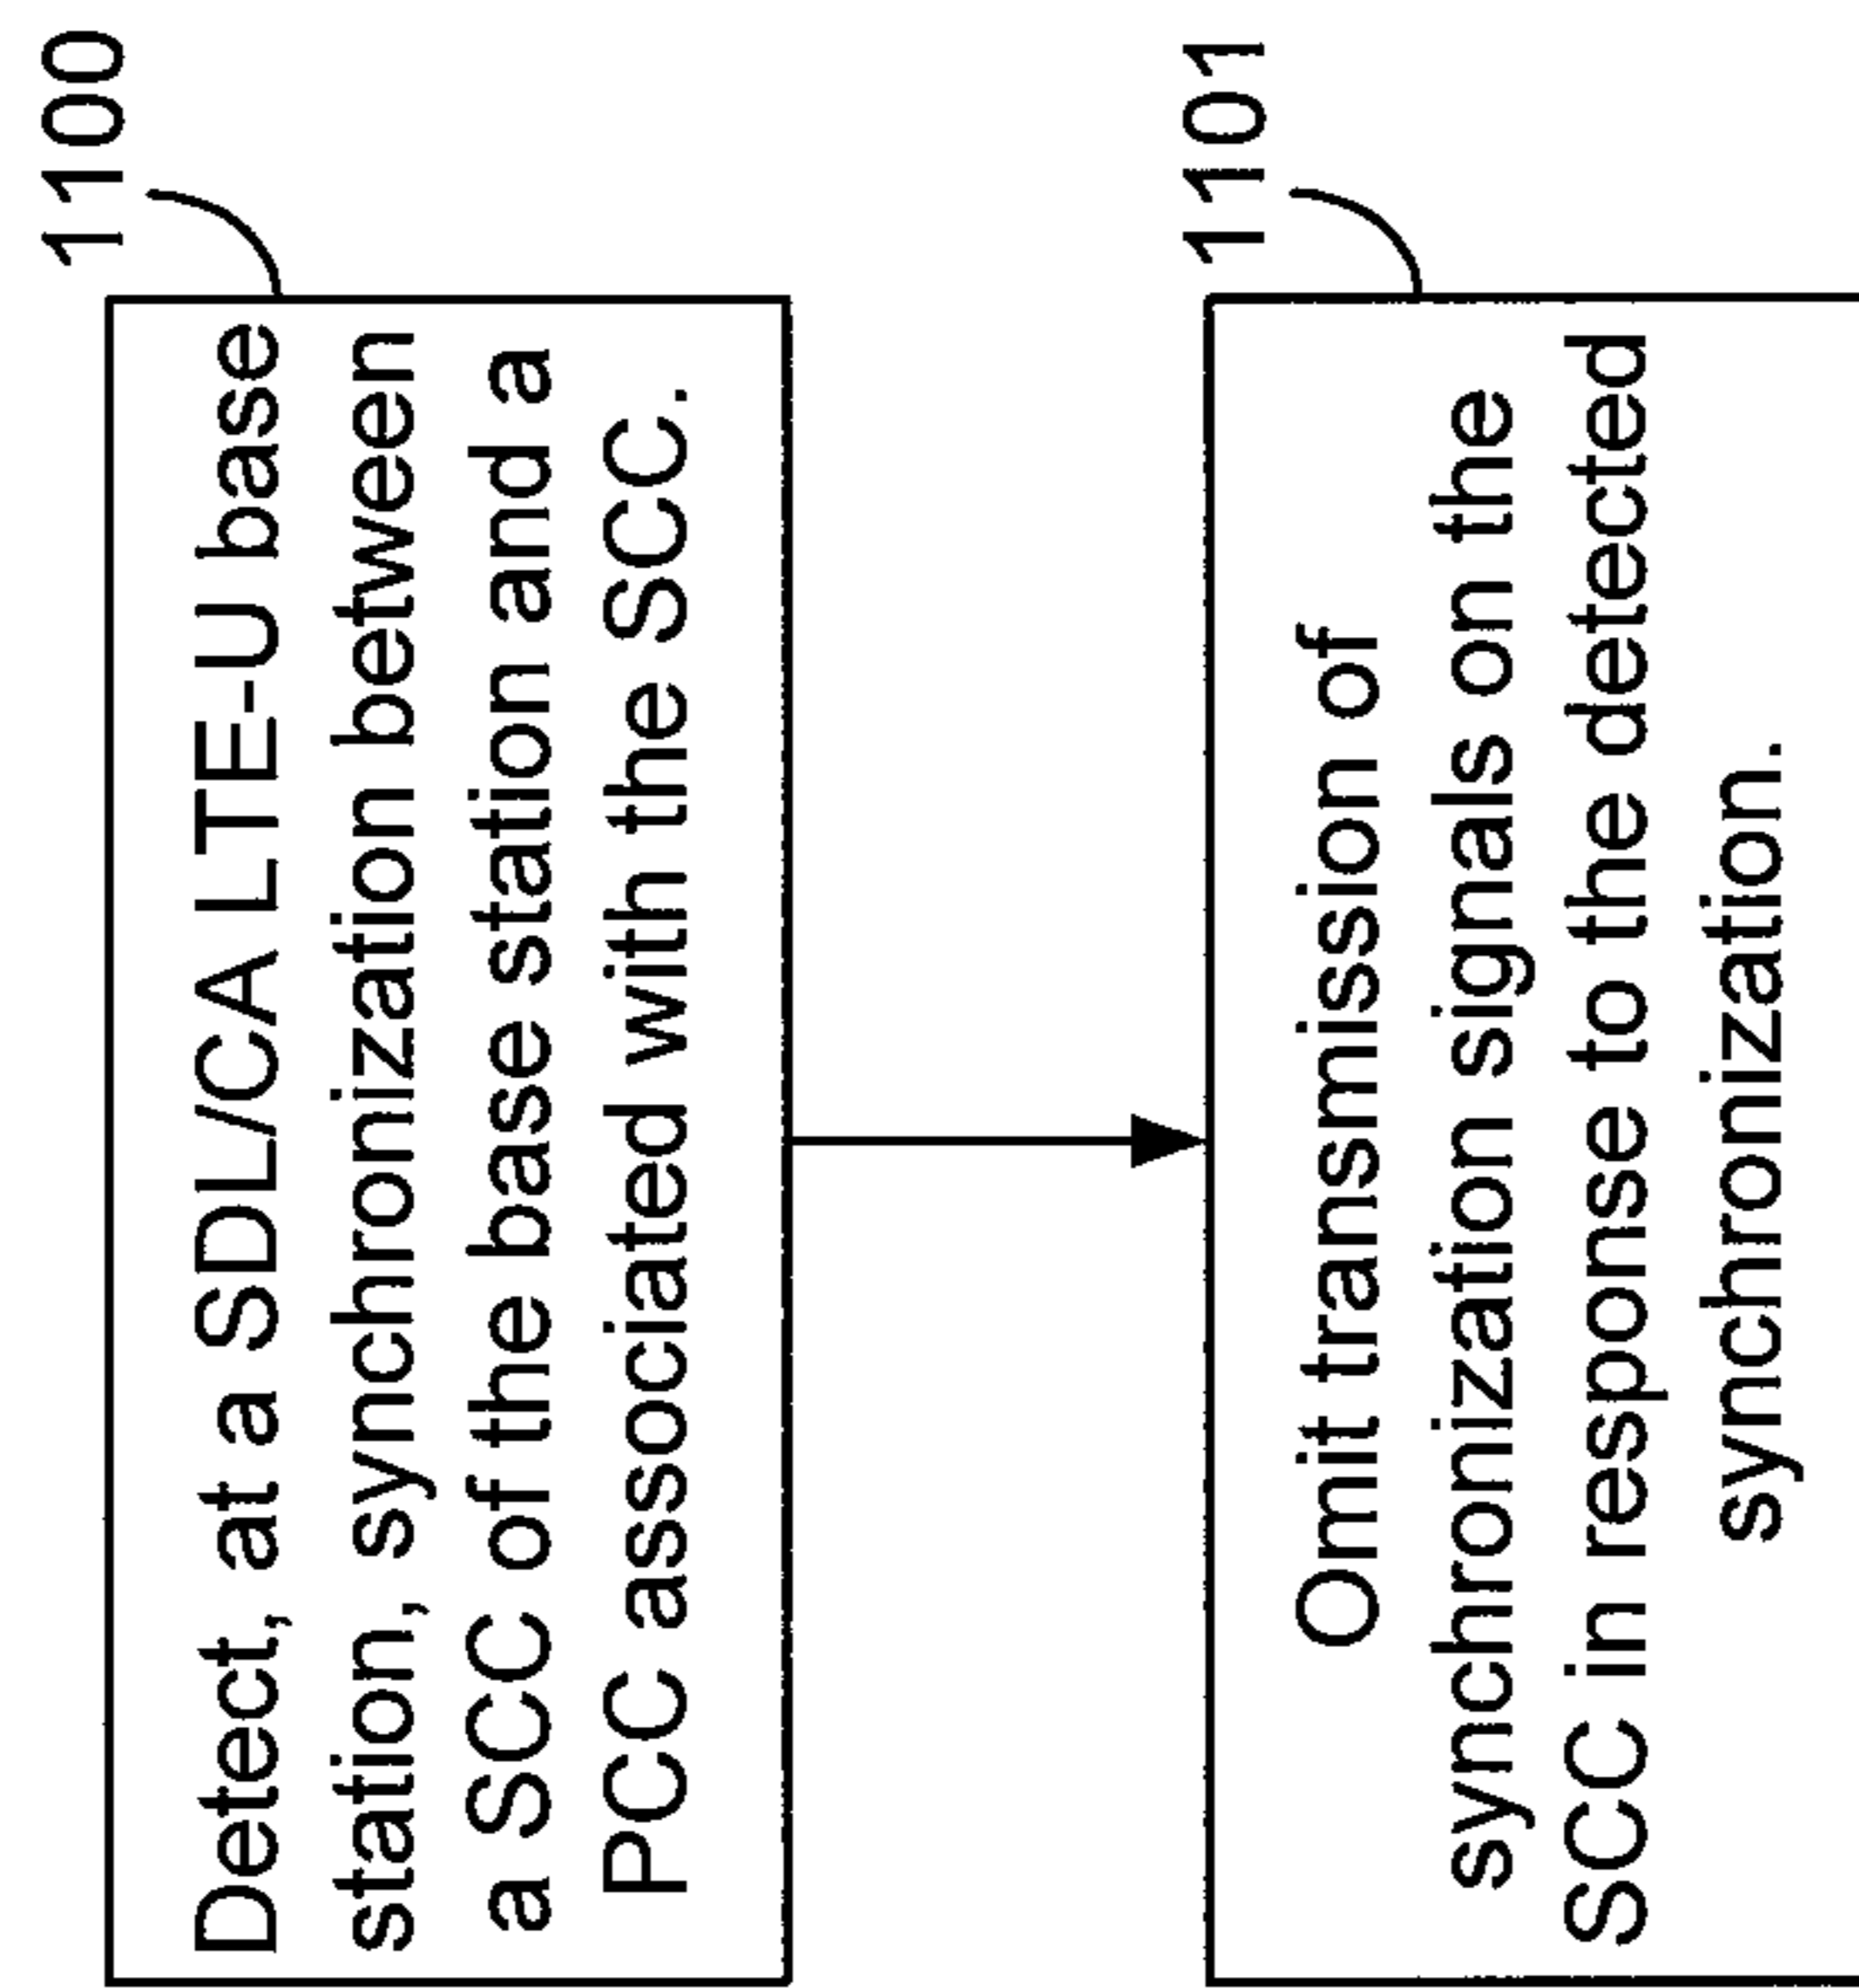 1100
Detect, at a SDL/CA LTE-U base
station, synchronization between
a SCC of the base station and a
PCC associated with the SCC.
1101
Omit transmission of
synchronization signals on the
SCC in response to the detected
synchronization.